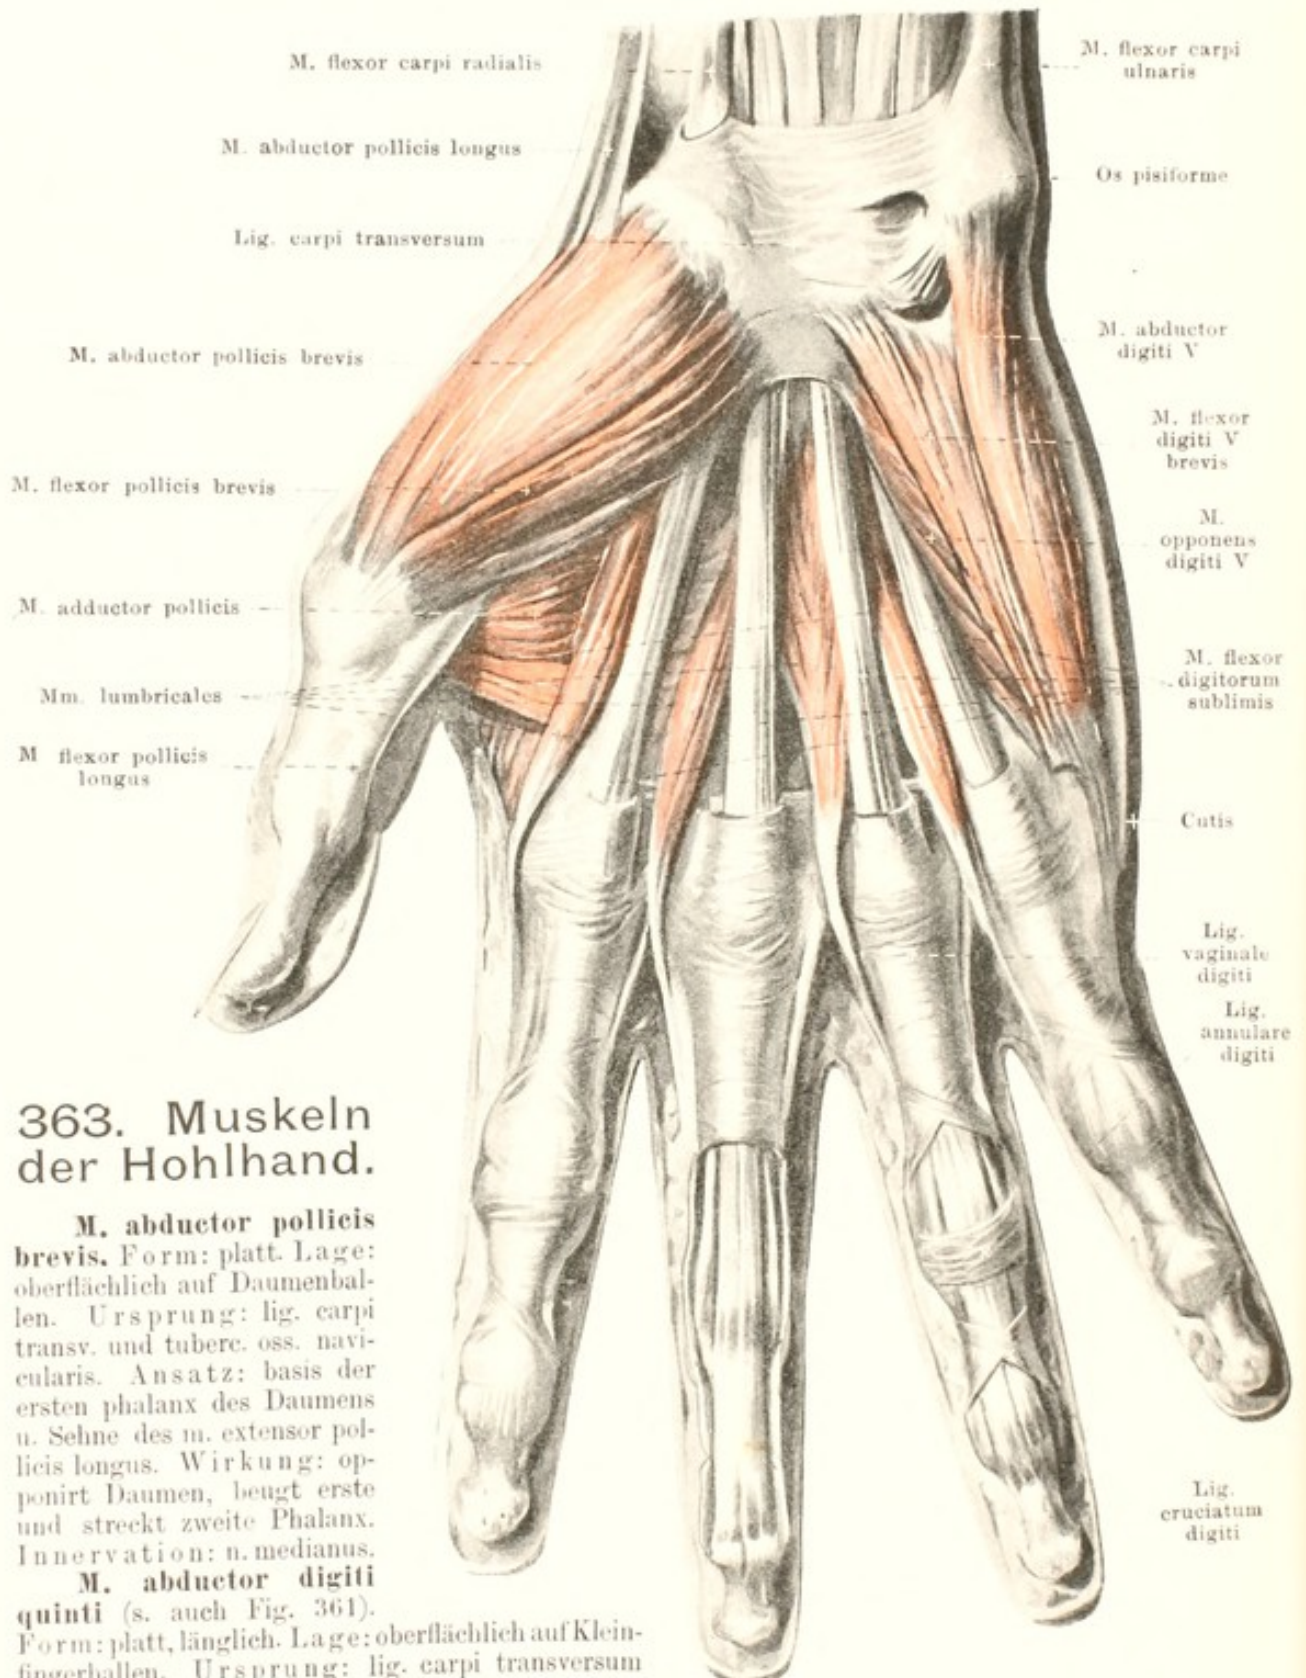 M. flexor carpi radialis
M. abductor pollicis longus
Lig. carpi transversum
M. abductor pollicis brevis
M. flexor pollicis brevis
M. adductor pollicis
Mm. lumbricales
M flexor pollicis
longus
M. flexor carpi
ulnaris
Os pisiforme
M. abductor
digiti V
M. flexor
digiti V
brevis
M.
opponens
digiti V
M. flexor
digitorum
sublimis
Cutis
Lig.
vaginale
digiti
Lig.
annulare
digiti
Lig.
cruciatum
digiti
363. Muskeln
der Hohlhand.
M. abductor pollicis
brevis. Form: platt. Lage:
oberflächlich auf Daumenbal-
len. Ursprung: lig. carpi
transv. und tuberc. oss. navi-
cularis. Ansatz: basis der
ersten phalanx des Daumens
u. Sehne des m. extensor pol-
licis longus. Wirkung: op-
ponirt Daumen, beugt erste
und streckt zweite Phalanx.
Innervation: n. medianus.
M. abductor digiti
quinti (s. auch Fig. 361).
Form: platt, länglich. Lage: oberflächlich auf Klein-
fingerballen. Ursprung: lig. carpi transversum